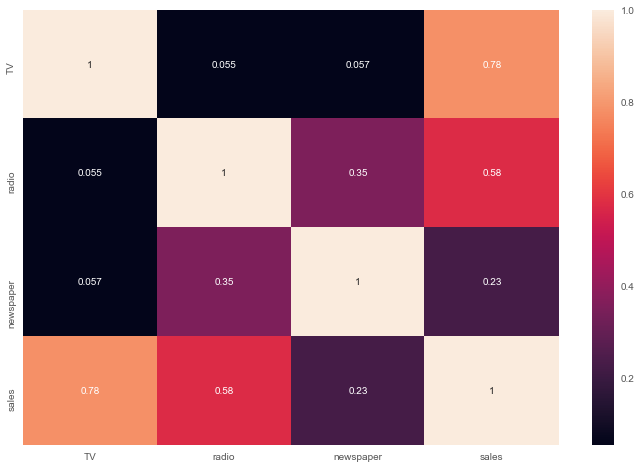 TV 1 0.055 0.057 0.78
radio 0.055 1 0.35 0.58
newspaper 0.057 0.35 1 0.23
sales 0.78 0.58 0.23 1
TV radio newspaper sales
1.0
0.8
0.6
0.4
0.2